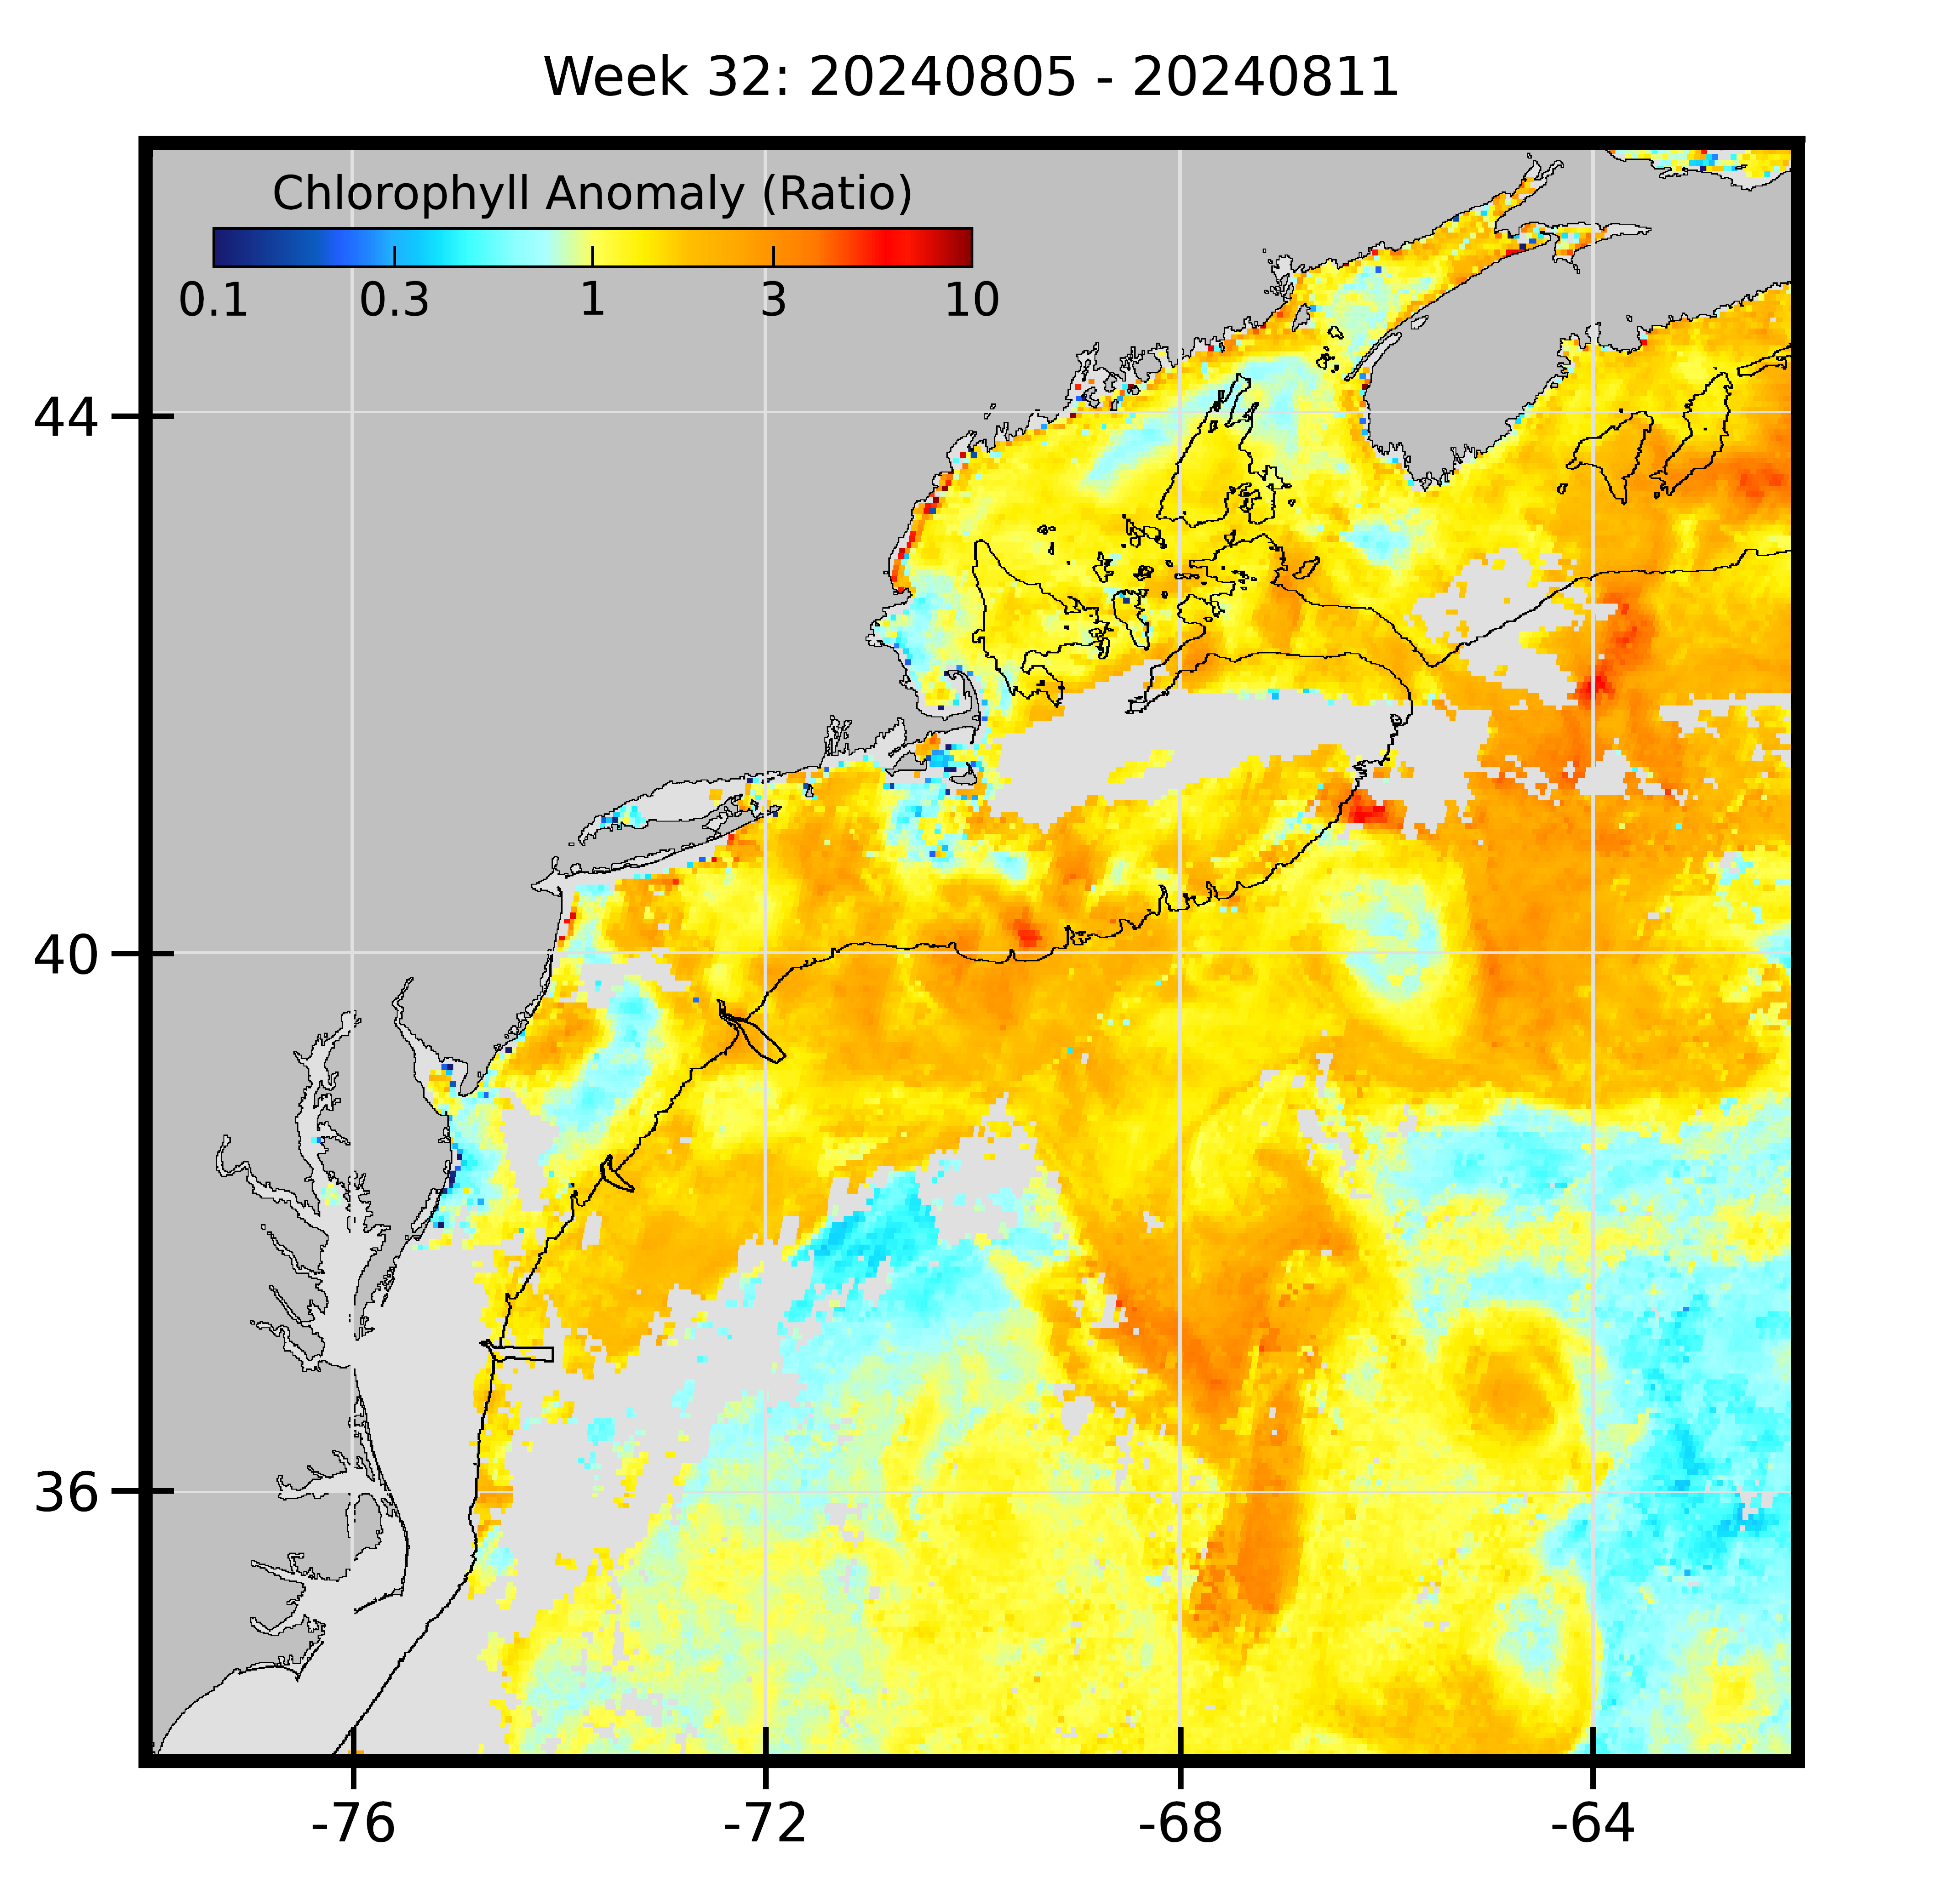 Week 32: 20240805 - 20240811
Chlorophyll Anomaly (Ratio)
0.1 0.3 1 3 10
44
40
36
-76 -72 -68 -64